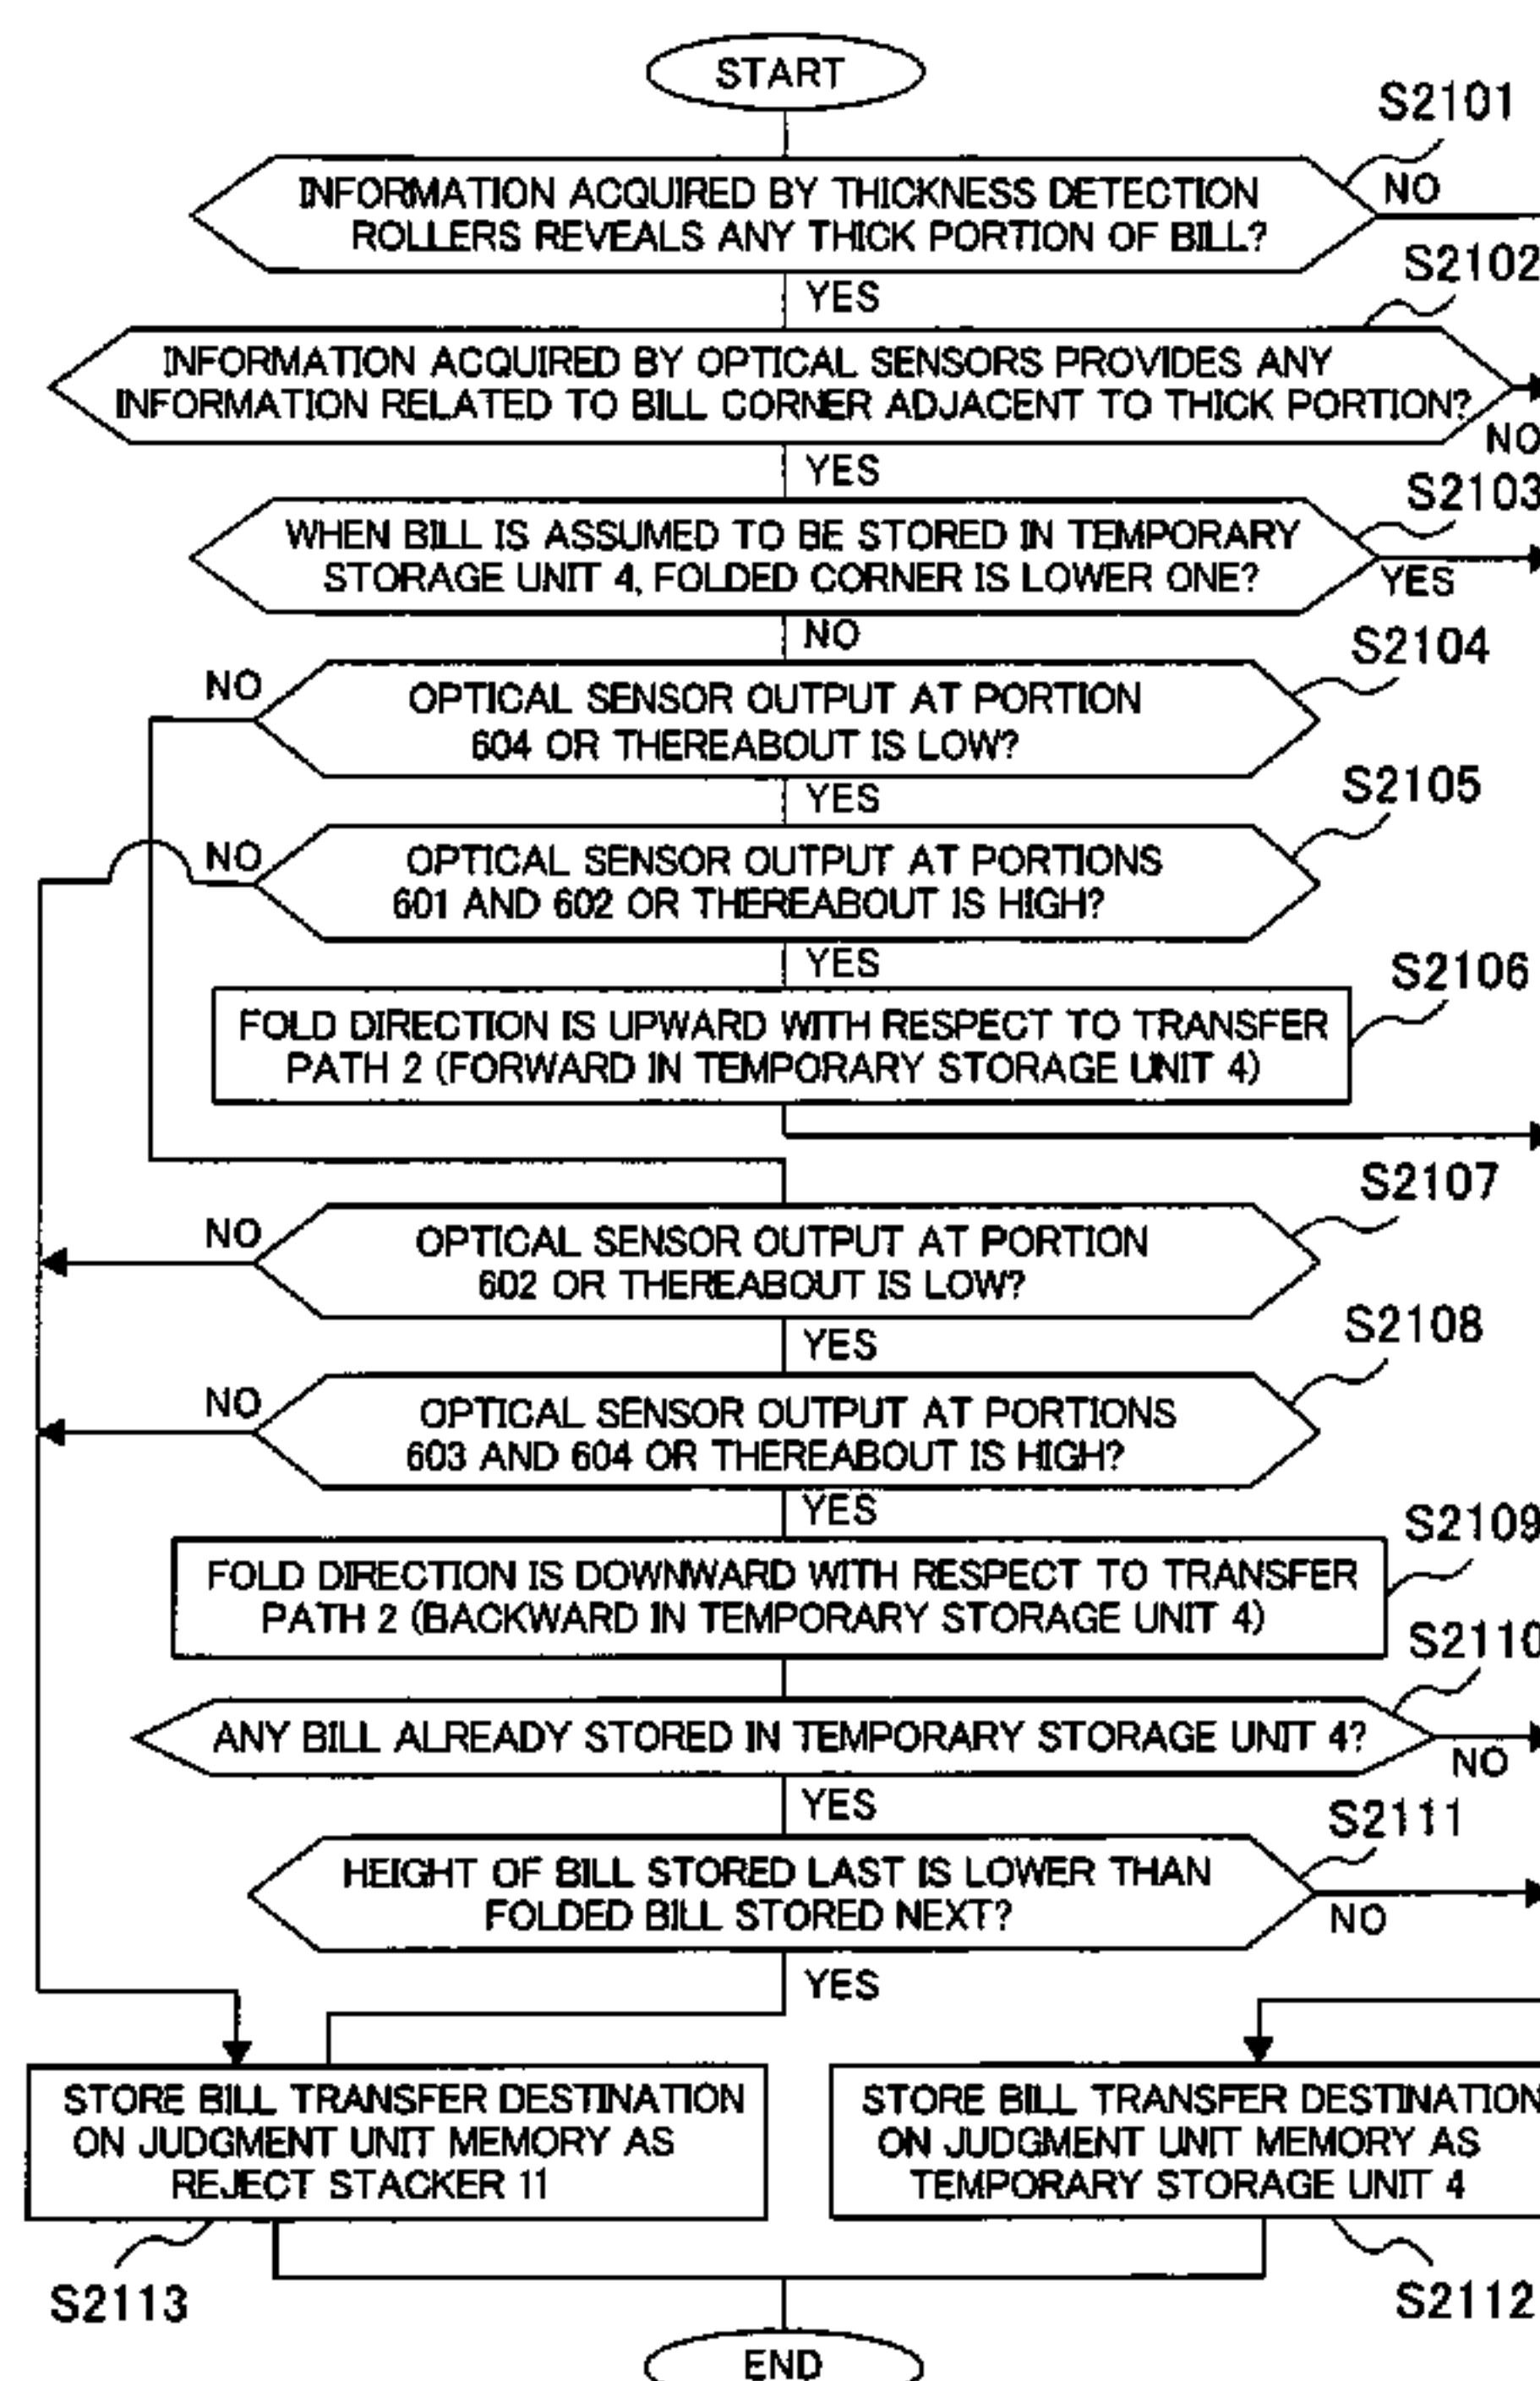 START
S2101
INFORMATION ACQUIRED BY THICKNESS DETECTION
ROLLERS REVEALS ANY THICK PORTION OF BILL?
NO
YES
S2102
INFORMATION ACQUIRED BY OPTICAL SENSORS PROVIDES ANY
INFORMATION RELATED TO BILL CORNER ADJACENT TO THICK PORTION?
NO
YES
S2103
WHEN BILL IS ASSUMED TO BE STORED IN TEMPORARY
STORAGE UNIT 4, FOLDED CORNER IS LOWER ONE?
YES
NO
S2104
NO
OPTICAL SENSOR OUTPUT AT PORTION
604 OR THEREABOUT IS LOW?
YES
S2105
NO
OPTICAL SENSOR OUTPUT AT PORTIONS
601 AND 602 OR THEREABOUT IS HIGH?
YES
S2106
FOLD DIRECTION IS UPWARD WITH RESPECT TO TRANSFER
PATH 2 (FORWARD IN TEMPORARY STORAGE UNIT 4)
S2107
NO
OPTICAL SENSOR OUTPUT AT PORTION
602 OR THEREABOUT IS LOW?
YES
S2108
NO
OPTICAL SENSOR OUTPUT AT PORTIONS
603 AND 604 OR THEREABOUT IS HIGH?
YES
S2109
FOLD DIRECTION IS DOWNWARD WITH RESPECT TO TRANSFER
PATH 2 (BACKWARD IN TEMPORARY STORAGE UNIT 4)
S2110
ANY BILL ALREADY STORED IN TEMPORARY STORAGE UNIT 4?
NO
YES
S2111
HEIGHT OF BILL STORED LAST IS LOWER THAN
FOLDED BILL STORED NEXT?
NO
YES
STORE BILL TRANSFER DESTINATION
ON JUDGMENT UNIT MEMORY AS
REJECT STACKER 11
STORE BILL TRANSFER DESTINATION
ON JUDGMENT UNIT MEMORY AS
TEMPORARY STORAGE UNIT 4
S2113
S2112
END